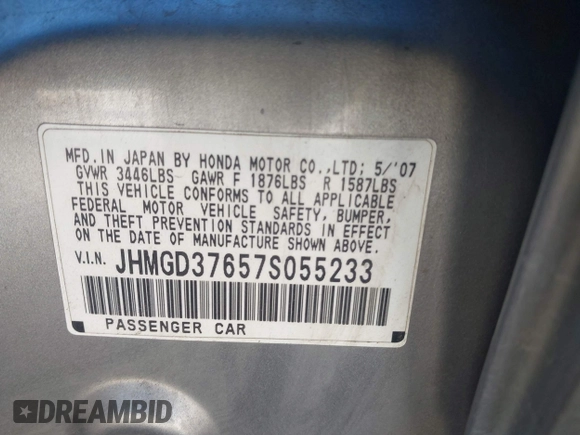 MFD. IN JAPAN BY HONDA MOTOR CO.,LTD; 5/'07
GVWR 3446LBS GAWR F 1876LBS R 1587LBS
THIS VEHICLE CONFORMS TO ALL APPLICABLE
FEDERAL MOTOR VEHICLE SAFETY, BUMPER,
AND THEFT PREVENTION STANDARDS IN EFFECT
ON THE DATE OF MANUFACTURE SHOWN ABOVE.
V.I.N. JHMGD37657S055233
PASSENGER CAR
DREAMBID